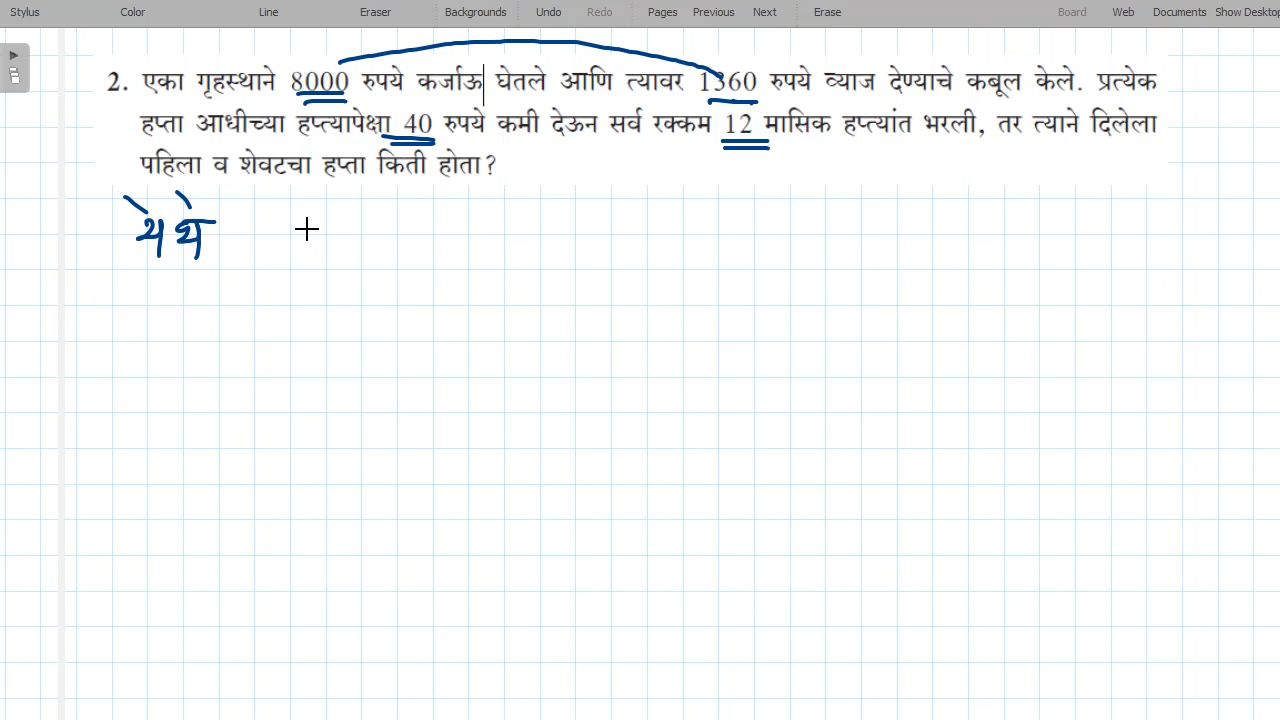 Stylus Color Line Eraser Backgrounds Undo Redo Pages Previous Next Erase Board Web Documents Show Desktop
2. एका गृहस्थाने 8000 रुपये कर्जाऊ घेतले आणि त्यावर 1360 रुपये व्याज देण्याचे कबूल केले. प्रत्येक
हप्ता आधीच्या हप्त्यापेक्षा 40 रुपये कमी देऊन सर्व रक्कम 12 मासिक हप्त्यांत भरली, तर त्याने दिलेला
पहिला व शेवटचा हप्ता किती होता?
येथे